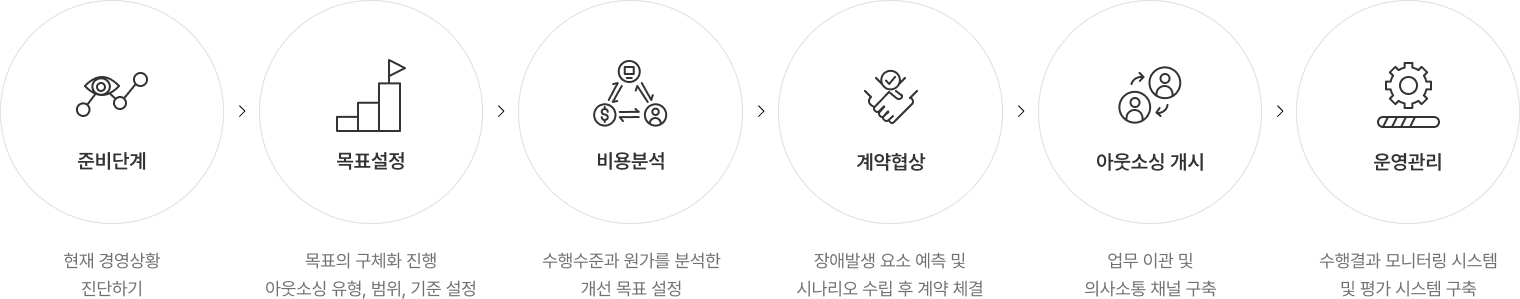 준비단계
현재 경영상황
진단하기
목표설정
목표의 구체화 진행
아웃소싱 유형, 범위, 기준 설정
비용분석
수행수준과 원가를 분석한
개선 목표 설정
계약협상
장애발생 요소 예측 및
시나리오 수립 후 계약 체결
아웃소싱 개시
업무 이관 및
의사소통 채널 구축
운영관리
수행결과 모니터링 시스템
및 평가 시스템 구축